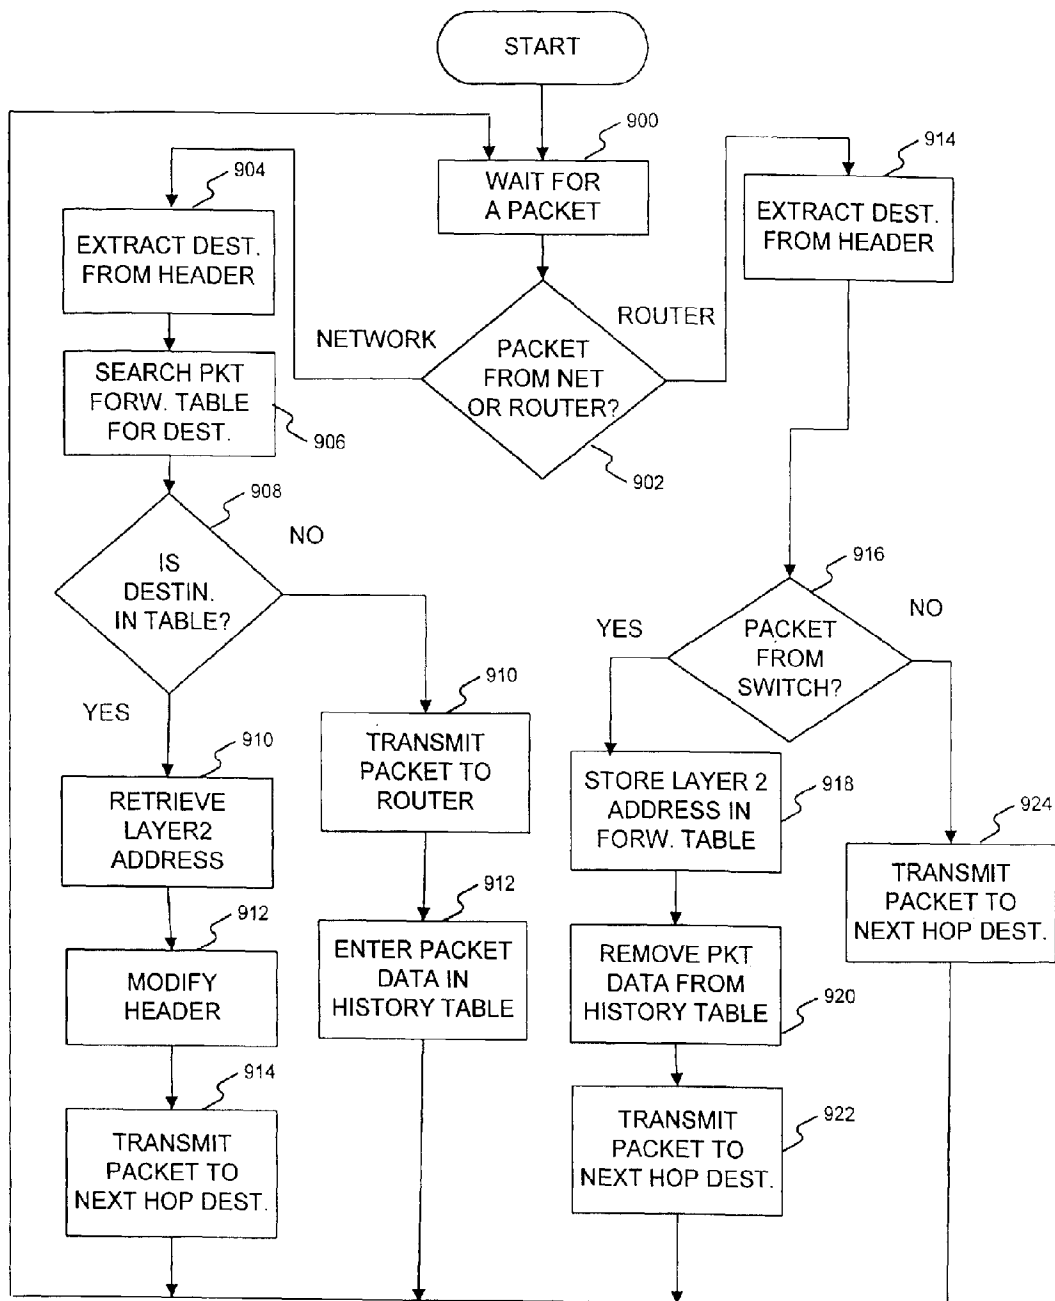 START
900
WAIT FOR
A PACKET
904
EXTRACT DEST.
FROM HEADER
914
EXTRACT DEST.
FROM HEADER
NETWORK
ROUTER
PACKET
FROM NET
OR ROUTER?
902
SEARCH PKT
FORW. TABLE
FOR DEST.
906
908
IS
DESTIN.
IN TABLE?
NO
YES
916
PACKET
FROM
SWITCH?
YES
NO
910
RETRIEVE
LAYER2
ADDRESS
910
TRANSMIT
PACKET TO
ROUTER
STORE LAYER 2
ADDRESS IN
FORW. TABLE
918
924
TRANSMIT
PACKET TO
NEXT HOP DEST.
912
MODIFY
HEADER
912
ENTER PACKET
DATA IN
HISTORY TABLE
REMOVE PKT
DATA FROM
HISTORY TABLE
920
914
TRANSMIT
PACKET TO
NEXT HOP DEST.
TRANSMIT
PACKET TO
NEXT HOP DEST.
922